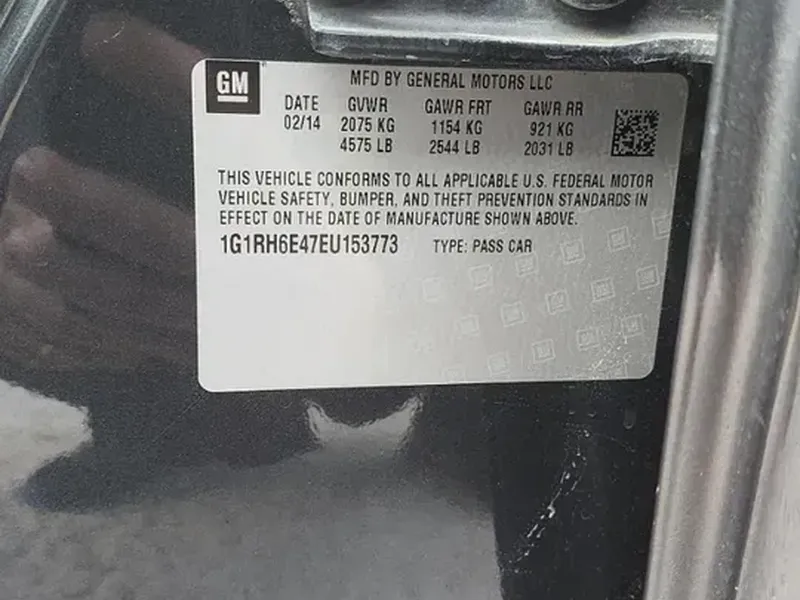 GM
MFD BY GENERAL MOTORS LLC
DATE GVWR GAWR FRT GAWR RR
02/14 2075 KG 1154 KG 921 KG
4575 LB 2544 LB 2031 LB
THIS VEHICLE CONFORMS TO ALL APPLICABLE U.S. FEDERAL MOTOR
VEHICLE SAFETY, BUMPER, AND THEFT PREVENTION STANDARDS IN
EFFECT ON THE DATE OF MANUFACTURE SHOWN ABOVE.
1G1RH6E47EU153773 TYPE: PASS CAR